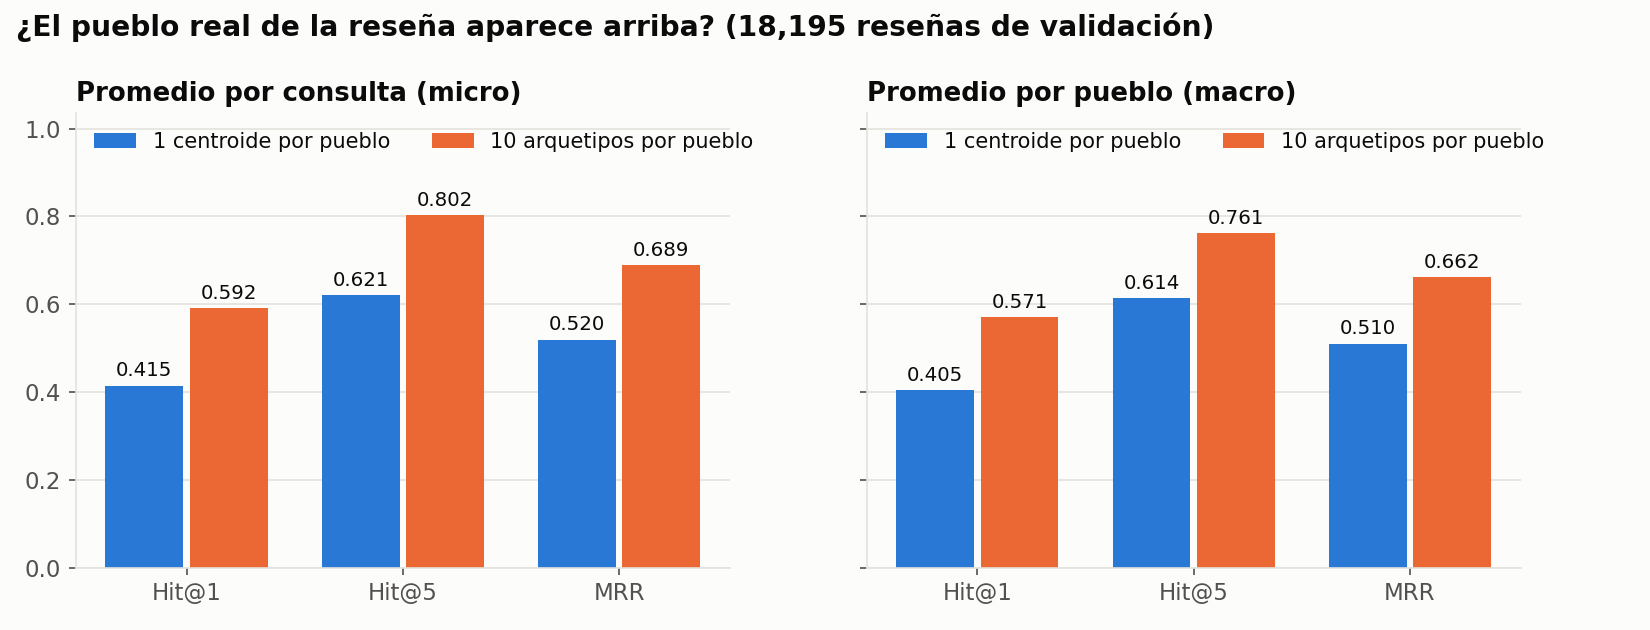 ¿El pueblo real de la reseña aparece arriba? (18,195 reseñas de validación)
Promedio por consulta (micro)
1 centroide por pueblo
10 arquetipos por pueblo
1.0
0.8
0.6
0.4
0.2
0.0
0.415
0.592
0.621
0.802
0.520
0.689
Hit@1
Hit@5
MRR
Promedio por pueblo (macro)
1 centroide por pueblo
10 arquetipos por pueblo
0.405
0.571
0.614
0.761
0.510
0.662
Hit@1
Hit@5
MRR